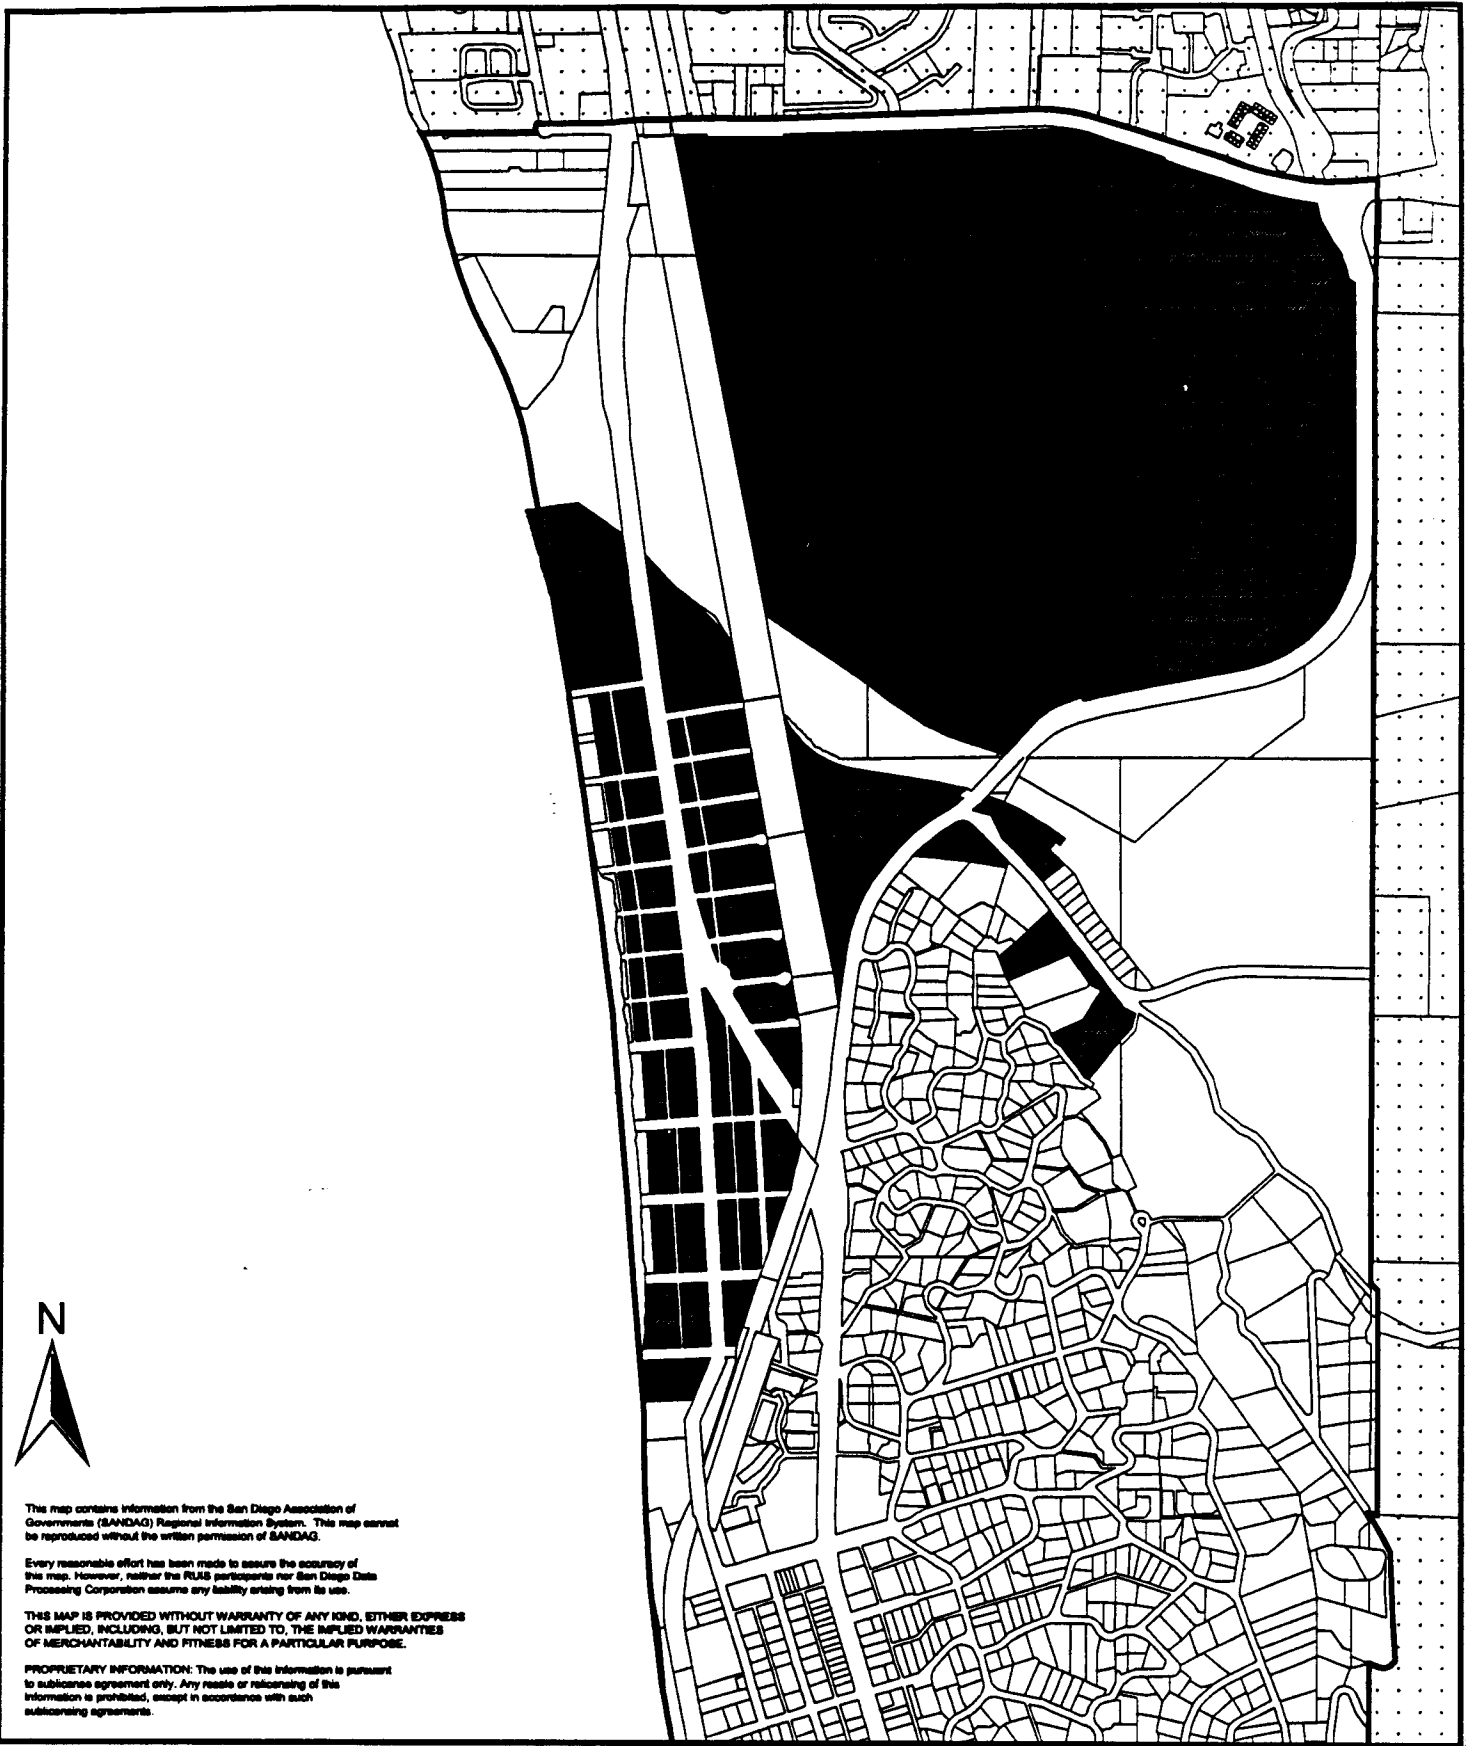 N
This map contains information from the San Diego Association of
Governments (SANDAG) Regional Information System. This map cannot
be reproduced without the written permission of SANDAG.
Every reasonable effort has been made to assure the accuracy of
this map. However, neither the RUIS participants nor San Diego Data
Processing Corporation assume any liability arising from its use.
THIS MAP IS PROVIDED WITHOUT WARRANTY OF ANY KIND, EITHER EXPRESS
OR IMPLIED, INCLUDING, BUT NOT LIMITED TO, THE IMPLIED WARRANTIES
OF MERCHANTABILITY AND FITNESS FOR A PARTICULAR PURPOSE.
PROPRIETARY INFORMATION: The use of this information is pursuant
to sublicense agreement only. Any resale or relicensing of this
information is prohibited, except in accordance with such
sublicensing agreements.